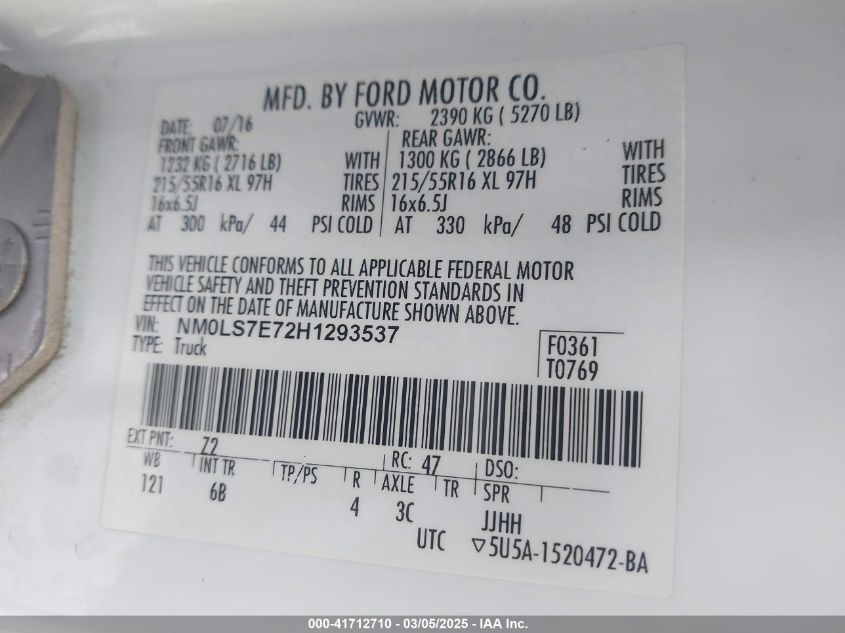 MFD. BY FORD MOTOR CO.
DATE: 07/16 GVWR: 2390 KG ( 5270 LB)
FRONT GAWR: REAR GAWR:
1232 KG ( 2716 LB) WITH 1300 KG ( 2866 LB) WITH
215/55R16 XL 97H TIRES 215/55R16 XL 97H TIRES
16x6.5J RIMS 16x6.5J RIMS
AT 300 kPa/ 44 PSI COLD AT 330 kPa/ 48 PSI COLD
THIS VEHICLE CONFORMS TO ALL APPLICABLE FEDERAL MOTOR
VEHICLE SAFETY AND THEFT PREVENTION STANDARDS IN
EFFECT ON THE DATE OF MANUFACTURE SHOWN ABOVE.
VIN: NM0LS7E72H1293537
TYPE: Truck
F0361
T0769
EXT PNT: Z2 RC: 47 DSO:
WB INT TR TP/PS R AXLE TR SPR
121 6B 4 3C JJHH
UTC ▽5U5A-1520472-BA
000-41712710 - 03/05/2025 - IAA Inc.